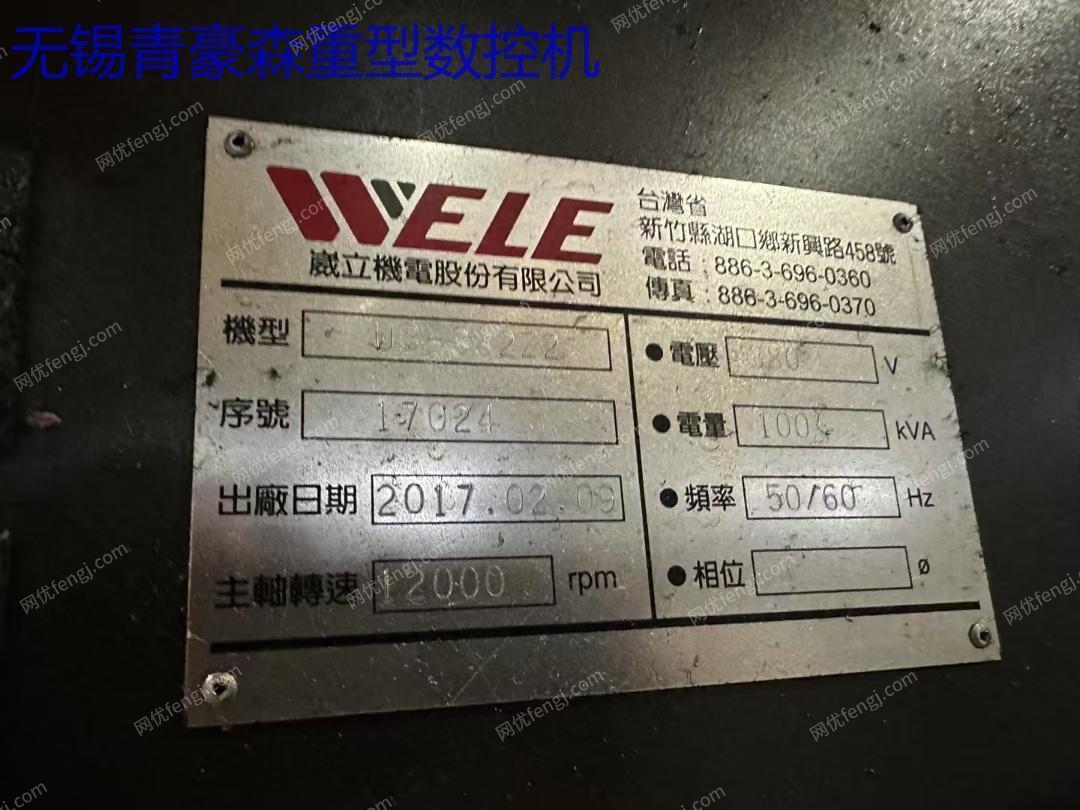 无锡青豪森重型数控机
WELE
崴立機電股份有限公司
台灣省
新竹縣湖口鄉新興路458號
電話：886-3-696-0360
傳真：886-3-696-0370
機型
序號 17024
出廠日期 2017.02.09
主軸轉速 12000 rpm
電壓 V
電量 kVA
頻率 50/60 Hz
相位 ø
网优fengj.com